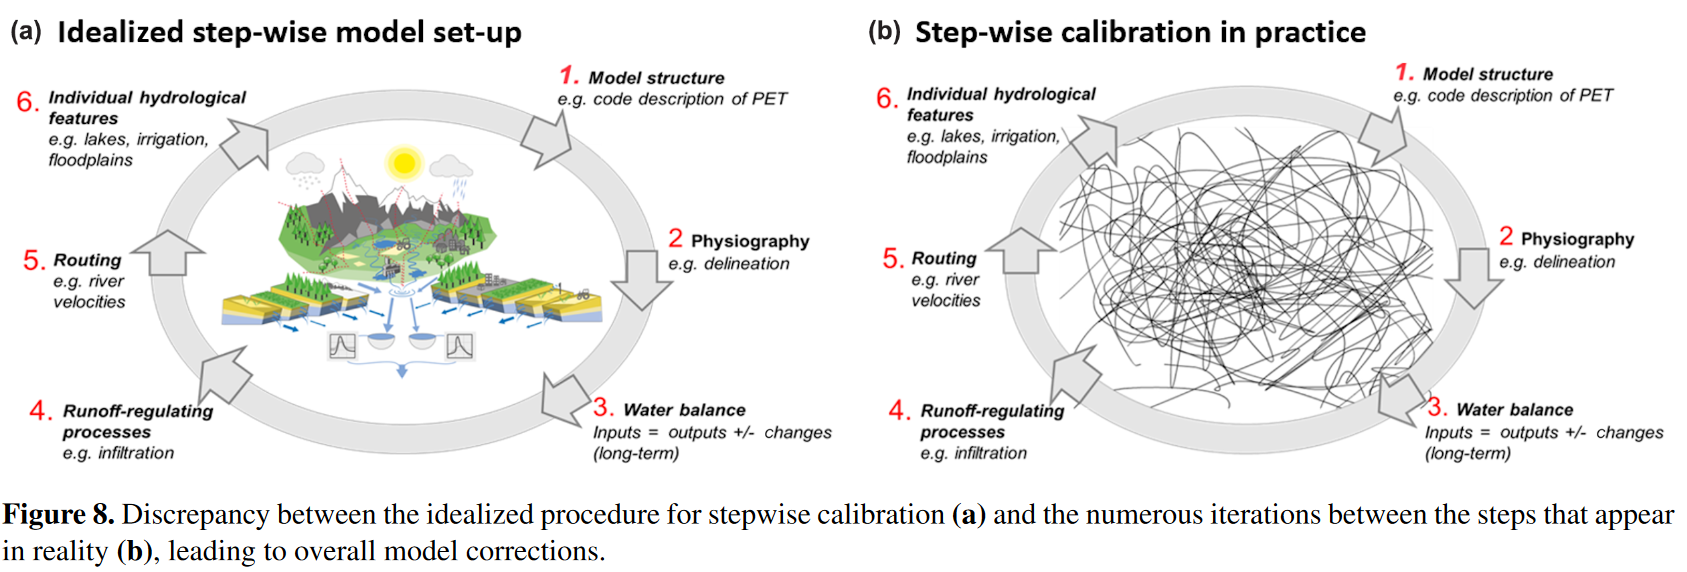 (a) Idealized step-wise model set-up
1. Model structure
e.g. code description of PET
2 Physiography
e.g. delineation
3. Water balance
Inputs = outputs +/- changes
(long-term)
4. Runoff-regulating
processes
e.g. infiltration
5. Routing
e.g. river
velocities
6. Individual hydrological
features
e.g. lakes, irrigation,
floodplains
(b) Step-wise calibration in practice
1. Model structure
e.g. code description of PET
2 Physiography
e.g. delineation
3. Water balance
Inputs = outputs +/- changes
(long-term)
4. Runoff-regulating
processes
e.g. infiltration
5. Routing
e.g. river
velocities
6. Individual hydrological
features
e.g. lakes, irrigation,
floodplains
Figure 8. Discrepancy between the idealized procedure for stepwise calibration (a) and the numerous iterations between the steps that appear
in reality (b), leading to overall model corrections.